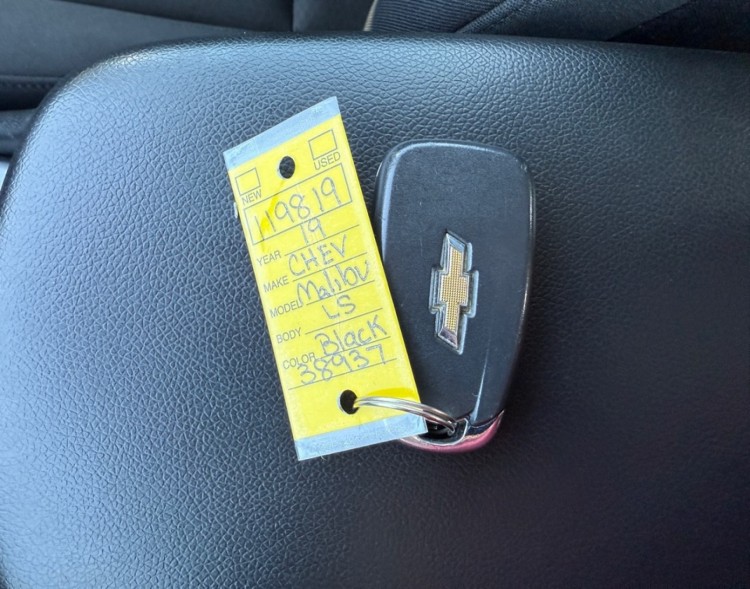 NEW USED
119819
YEAR 19
MAKE CHEV
MODEL Malibu
BODY LS
COLOR Black
38937